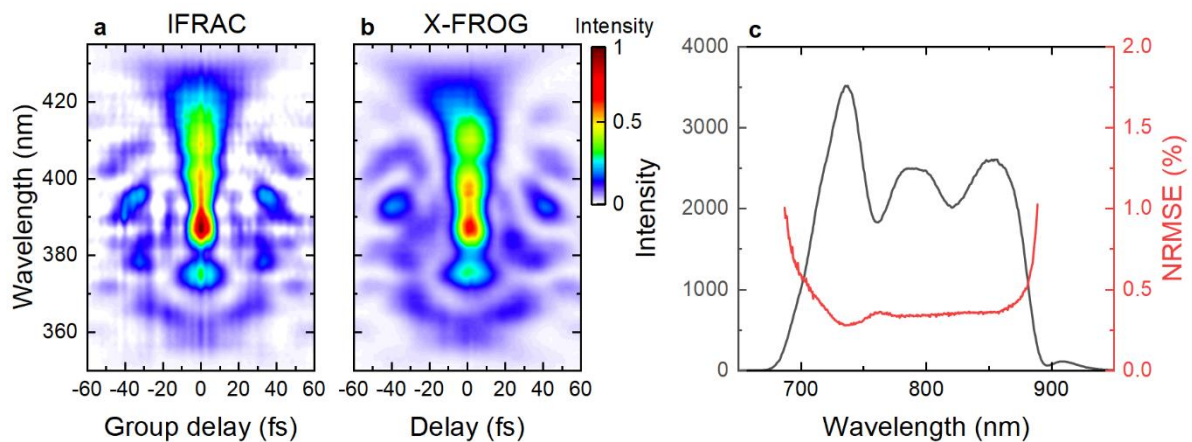 a
IFRAC
Wavelength (nm)
420
400
380
360
-60 -40 -20 0 20 40 60
Group delay (fs)
b
X-FROG
-60 -40 -20 0 20 40 60
Delay (fs)
Intensity
1
0.5
0
c
Intensity
4000
3000
2000
1000
0
700 800 900
Wavelength (nm)
2.0
1.5
1.0
0.5
0.0
NRMSE (%)